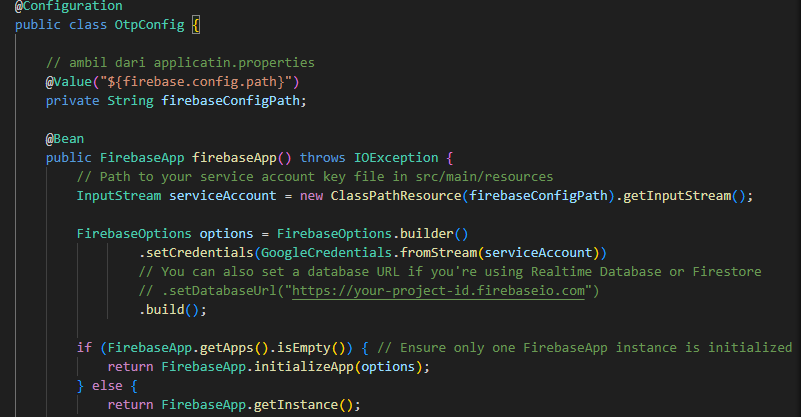 @Configuration
public class OtpConfig {
// ambil dari applicatin.properties
@Value("${firebase.config.path}")
private String firebaseConfigPath;
@Bean
public FirebaseApp firebaseApp() throws IOException {
// Path to your service account key file in src/main/resources
InputStream serviceAccount = new ClassPathResource(firebaseConfigPath).getInputStream();
FirebaseOptions options = FirebaseOptions.builder()
.setCredentials(GoogleCredentials.fromStream(serviceAccount))
// You can also set a database URL if you're using Realtime Database or Firestore
// .setDatabaseUrl("https://your-project-id.firebaseio.com")
.build();
if (FirebaseApp.getApps().isEmpty()) { // Ensure only one FirebaseApp instance is initialized
return FirebaseApp.initializeApp(options);
} else {
return FirebaseApp.getInstance();